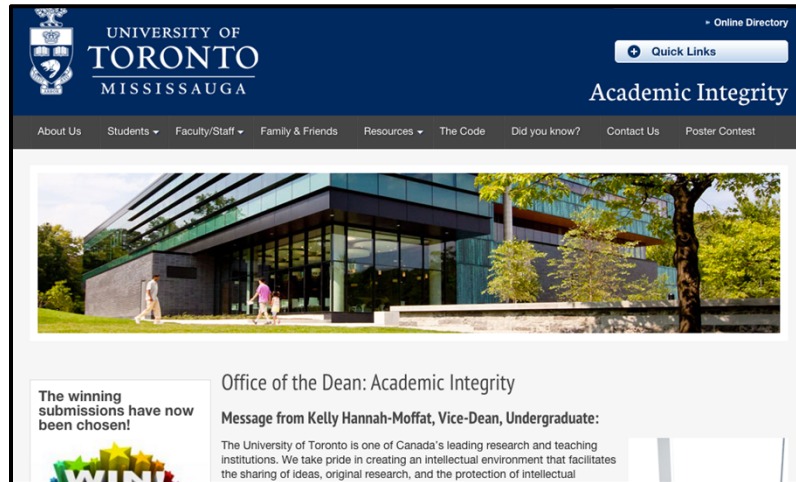 Online Directory
UNIVERSITY OF
TORONTO
MISSISSAUGA
Quick Links
Academic Integrity
About Us Students Faculty/Staff Family & Friends Resources The Code Did you know? Contact Us Poster Contest
The winning
submissions have now
been chosen!
WIN!
Office of the Dean: Academic Integrity
Message from Kelly Hannah-Moffat, Vice-Dean, Undergraduate:
The University of Toronto is one of Canada's leading research and teaching
institutions. We take pride in creating an intellectual environment that facilitates
the sharing of ideas, original research, and the protection of intellectual